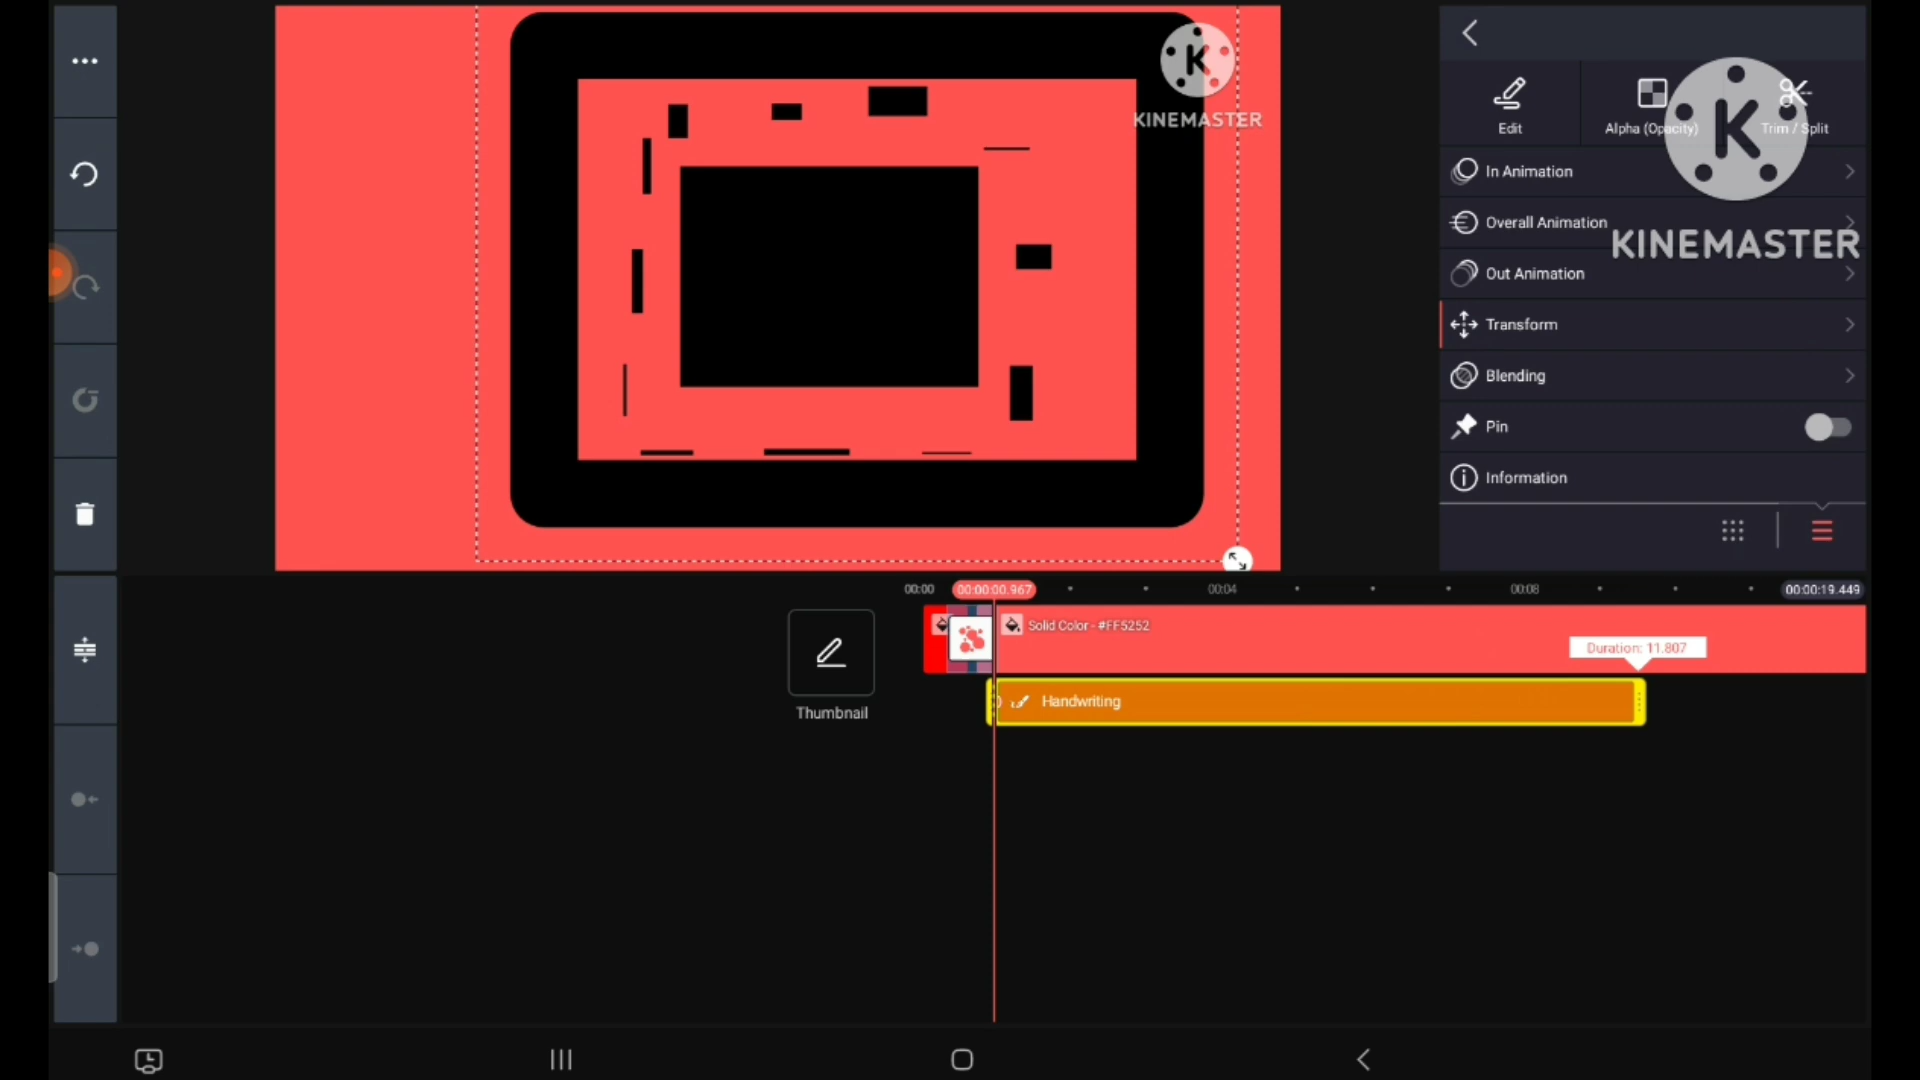 K
KINEMASTER
Edit
Alpha (Opacity)
Trim / Split
K
In Animation
Overall Animation
KINEMASTER
Out Animation
Transform
Blending
Pin
Information
00:00
00:00:00.967
00:04
00:08
00:00:19.449
Solid Color - #FF5252
Duration: 11.807
Handwriting
Thumbnail